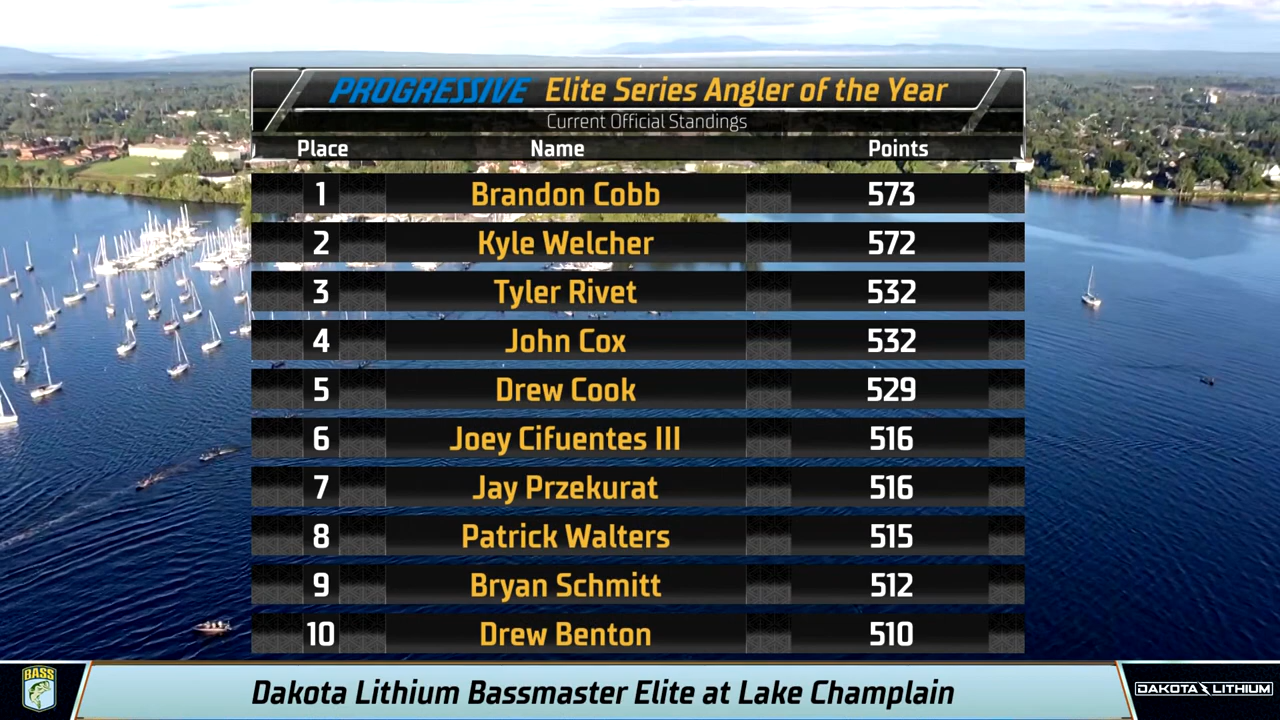 PROGRESSIVE Elite Series Angler of the Year
Current Official Standings
Place Name Points
1 Brandon Cobb 573
2 Kyle Welcher 572
3 Tyler Rivet 532
4 John Cox 532
5 Drew Cook 529
6 Joey Cifuentes III 516
7 Jay Przekurat 516
8 Patrick Walters 515
9 Bryan Schmitt 512
10 Drew Benton 510
BASS Dakota Lithium Bassmaster Elite at Lake Champlain DAKOTA LITHIUM